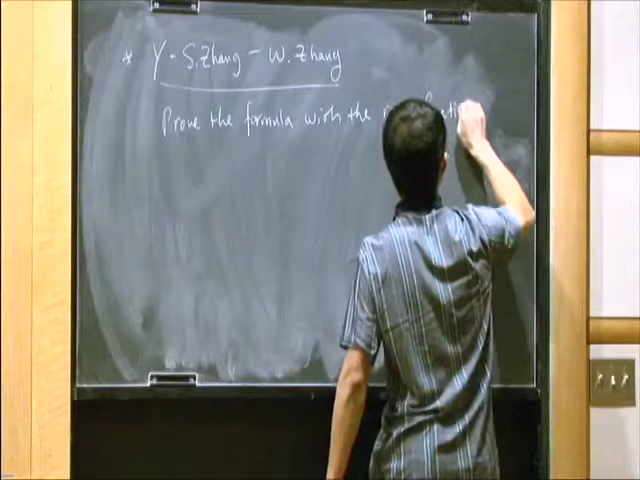 * Y. S. Zhang - W. Zhang
Prove the formula with the